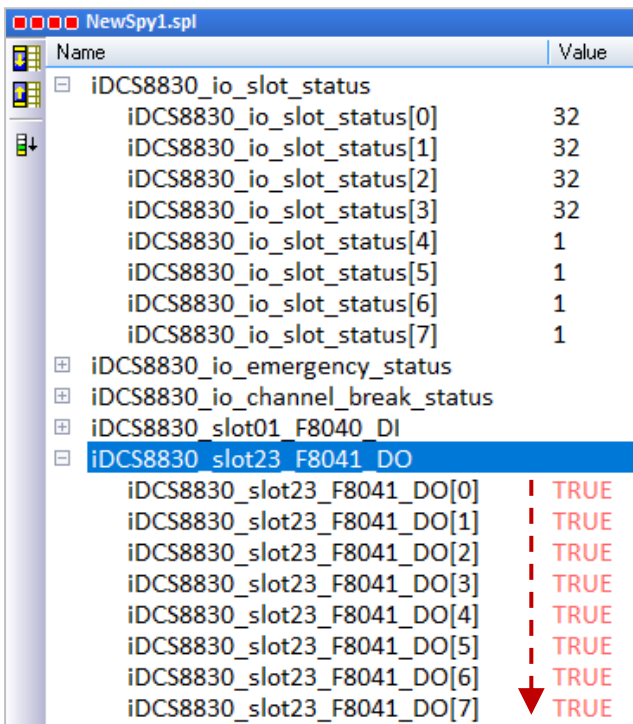 NewSpy1.spl
Name Value
iDCS8830_io_slot_status
iDCS8830_io_slot_status[0] 32
iDCS8830_io_slot_status[1] 32
iDCS8830_io_slot_status[2] 32
iDCS8830_io_slot_status[3] 32
iDCS8830_io_slot_status[4] 1
iDCS8830_io_slot_status[5] 1
iDCS8830_io_slot_status[6] 1
iDCS8830_io_slot_status[7] 1
iDCS8830_io_emergency_status
iDCS8830_io_channel_break_status
iDCS8830_slot01_F8040_DI
iDCS8830_slot23_F8041_DO
iDCS8830_slot23_F8041_DO[0] TRUE
iDCS8830_slot23_F8041_DO[1] TRUE
iDCS8830_slot23_F8041_DO[2] TRUE
iDCS8830_slot23_F8041_DO[3] TRUE
iDCS8830_slot23_F8041_DO[4] TRUE
iDCS8830_slot23_F8041_DO[5] TRUE
iDCS8830_slot23_F8041_DO[6] TRUE
iDCS8830_slot23_F8041_DO[7] TRUE